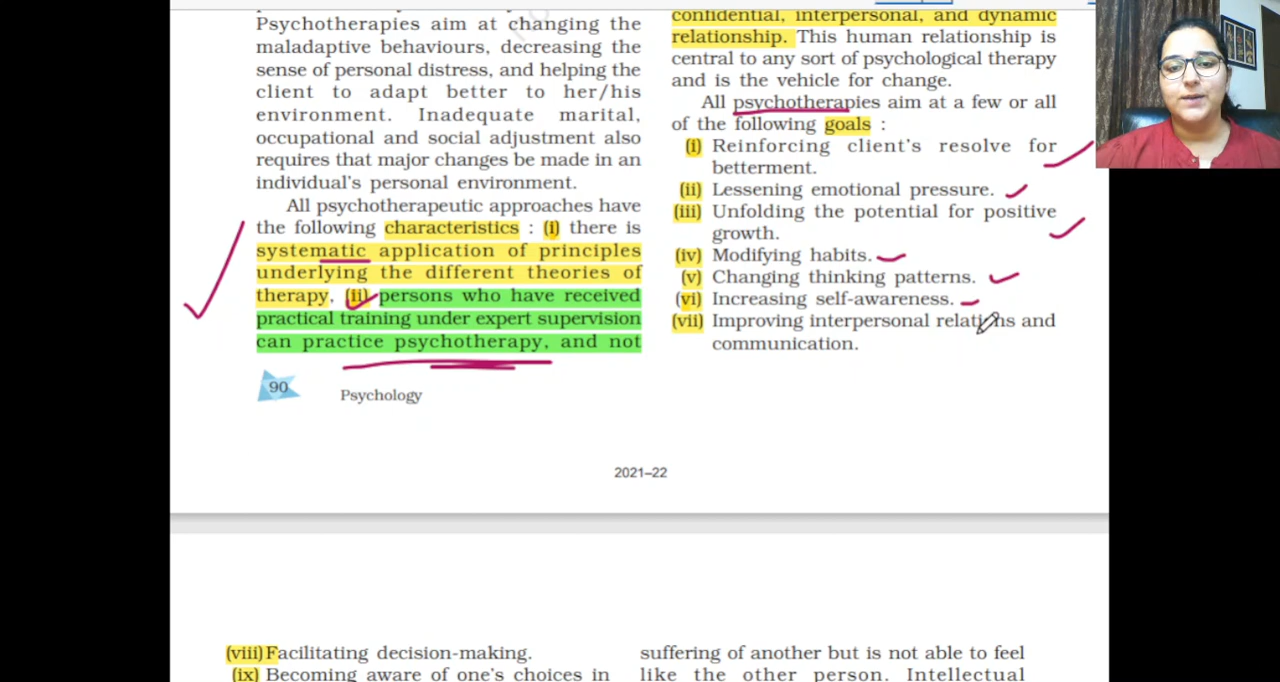 Psychotherapies aim at changing the
maladaptive behaviours, decreasing the
sense of personal distress, and helping the
client to adapt better to her/his
environment. Inadequate marital,
occupational and social adjustment also
requires that major changes be made in an
individual's personal environment.
All psychotherapeutic approaches have
the following characteristics : (i) there is
systematic application of principles
underlying the different theories of
therapy, (ii) persons who have received
practical training under expert supervision
can practice psychotherapy, and not
90
Psychology
confidential, interpersonal, and dynamic
relationship. This human relationship is
central to any sort of psychological therapy
and is the vehicle for change.
All psychotherapies aim at a few or all
of the following goals :
(i) Reinforcing client's resolve for
betterment.
(ii) Lessening emotional pressure.
(iii) Unfolding the potential for positive
growth.
(iv) Modifying habits.
(v) Changing thinking patterns.
(vi) Increasing self-awareness.
(vii) Improving interpersonal relations and
communication.
2021–22
(viii) Facilitating decision-making.
(ix) Becoming aware of one's choices in
suffering of another but is not able to feel
like the other person. Intellectual